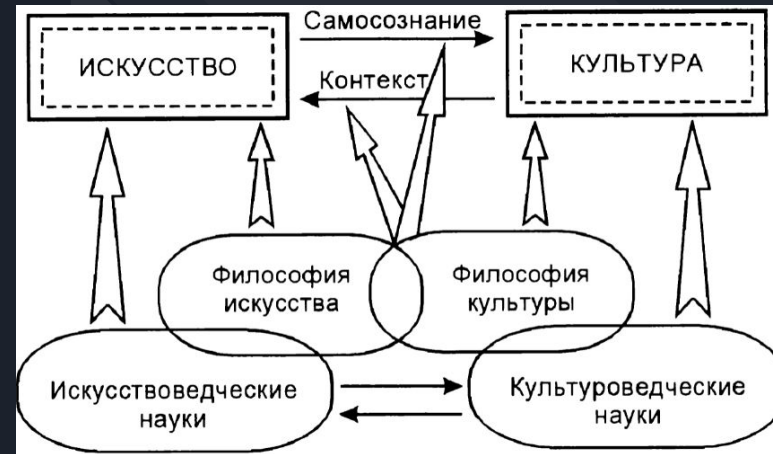 Самосознание
ИСКУССТВО
КУЛЬТУРА
Контекст
Философия
искусства
Философия
культуры
Искусствоведческие
науки
Культуроведческие
науки